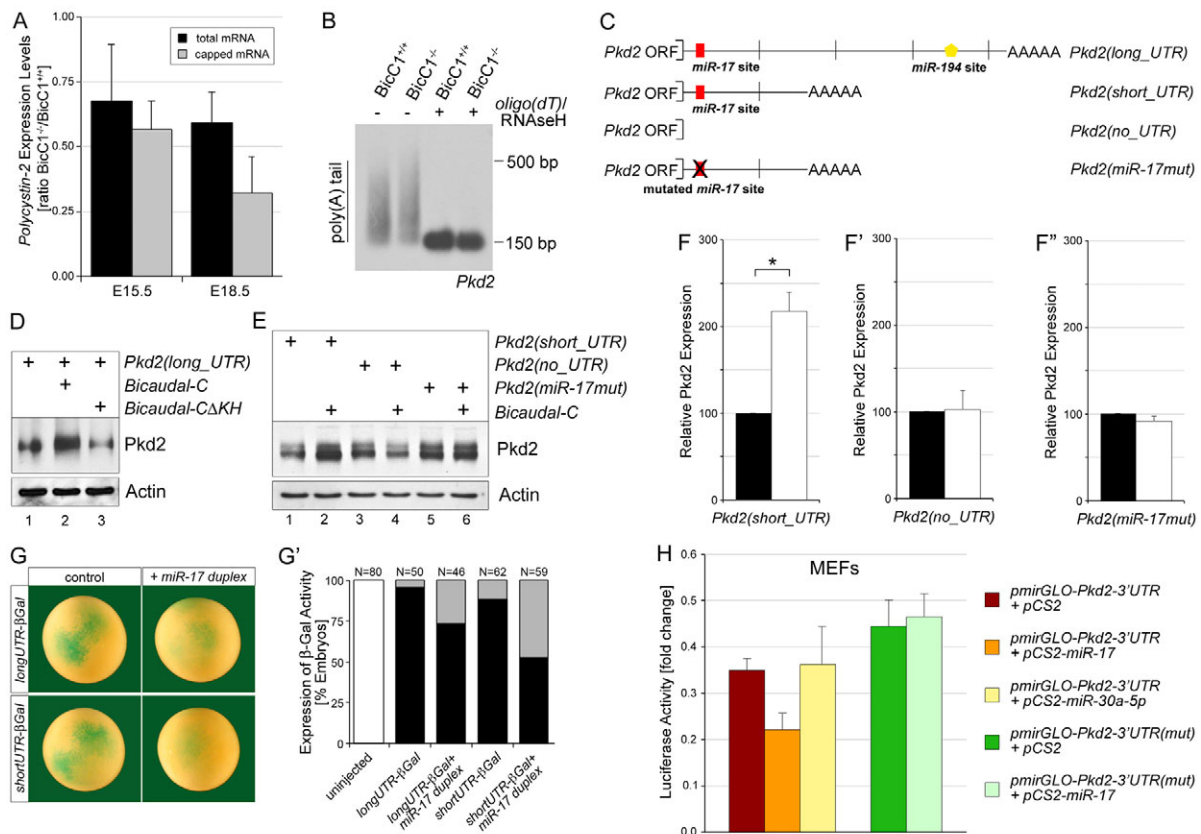 A
Polycystin-2 Expression Levels
[ratio BicC1-/-/BicC1+/+]
1.00
0.75
0.50
0.25
0.00
total mRNA
capped mRNA
E15.5
E18.5
B
BicC1+/+
BicC1-/-
BicC1+/+
BicC1-/-
- - + +
oligo(dT)/
RNAseH
poly(A) tail
500 bp
150 bp
Pkd2
C
Pkd2 ORF
miR-17 site
miR-194 site
AAAAA
Pkd2(long_UTR)
Pkd2 ORF
miR-17 site
AAAAA
Pkd2(short_UTR)
Pkd2 ORF
Pkd2(no_UTR)
Pkd2 ORF
mutated miR-17 site
AAAAA
Pkd2(miR-17mut)
D
+ + + Pkd2(long_UTR)
+ Bicaudal-C
+ Bicaudal-CΔKH
Pkd2
Actin
1 2 3
E
+ + Pkd2(short_UTR)
+ + Pkd2(no_UTR)
+ + Pkd2(miR-17mut)
+ + + Bicaudal-C
Pkd2
Actin
1 2 3 4 5 6
F
Relative Pkd2 Expression
300
200
100
0
*
Pkd2(short_UTR)
F'
Relative Pkd2 Expression
300
200
100
0
Pkd2(no_UTR)
F"
Relative Pkd2 Expression
300
200
100
0
Pkd2(miR-17mut)
G
control
+ miR-17 duplex
longUTR-βGal
shortUTR-βGal
G'
Expression of β-Gal Activity
[% Embryos]
100
75
50
25
0
N=80
N=50
N=46
N=62
N=59
uninjected
longUTR-βGal
longUTR-βGal+
miR-17 duplex
shortUTR-βGal
shortUTR-βGal+
miR-17 duplex
H
MEFs
Luciferase Activity [fold change]
0.6
0.5
0.4
0.3
0.2
0.1
0.0
pmirGLO-Pkd2-3'UTR
+ pCS2
pmirGLO-Pkd2-3'UTR
+ pCS2-miR-17
pmirGLO-Pkd2-3'UTR
+ pCS2-miR-30a-5p
pmirGLO-Pkd2-3'UTR(mut)
+ pCS2
pmirGLO-Pkd2-3'UTR(mut)
+ pCS2-miR-17